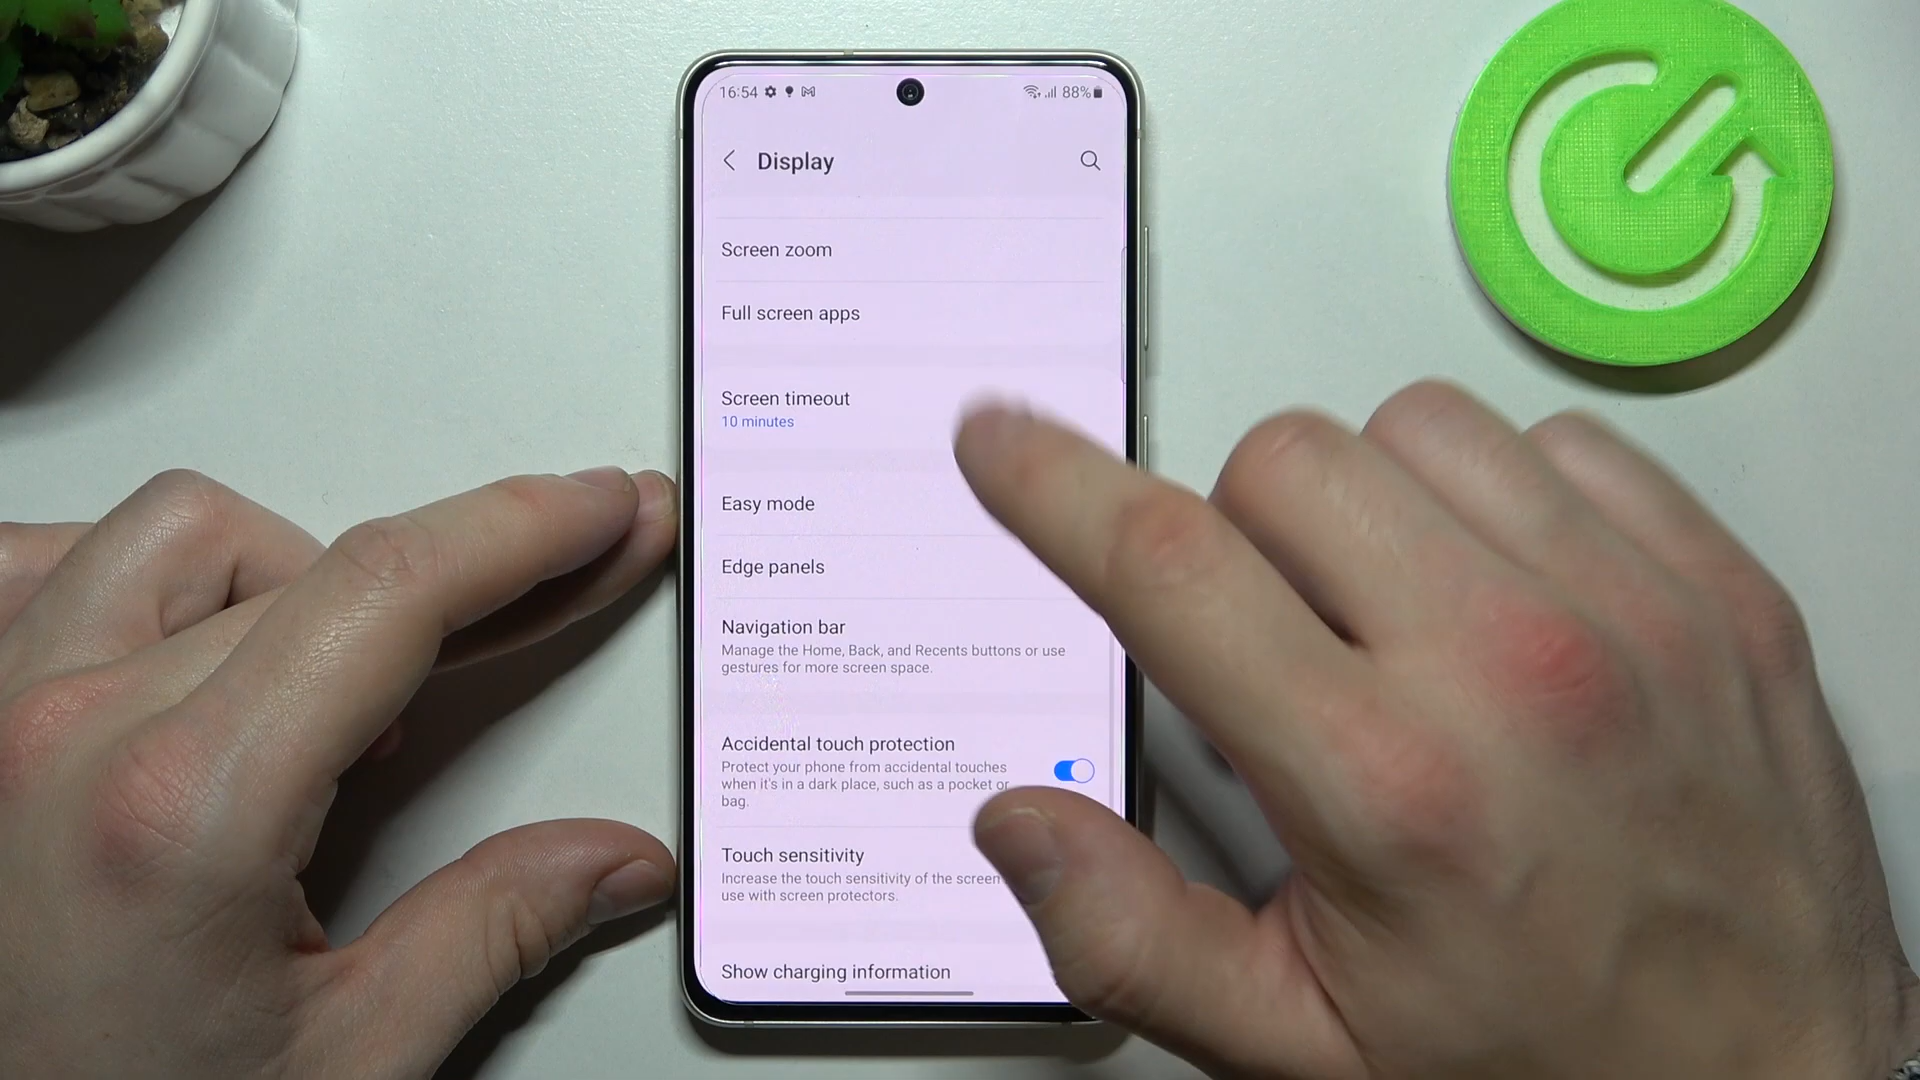 16:54
88%
Display
Screen zoom
Full screen apps
Screen timeout
10 minutes
Easy mode
Edge panels
Navigation bar
Manage the Home, Back, and Recents buttons or use
gestures for more screen space.
Accidental touch protection
Protect your phone from accidental touches
when it's in a dark place, such as a pocket or
bag.
Touch sensitivity
Increase the touch sensitivity of the screen
use with screen protectors.
Show charging information